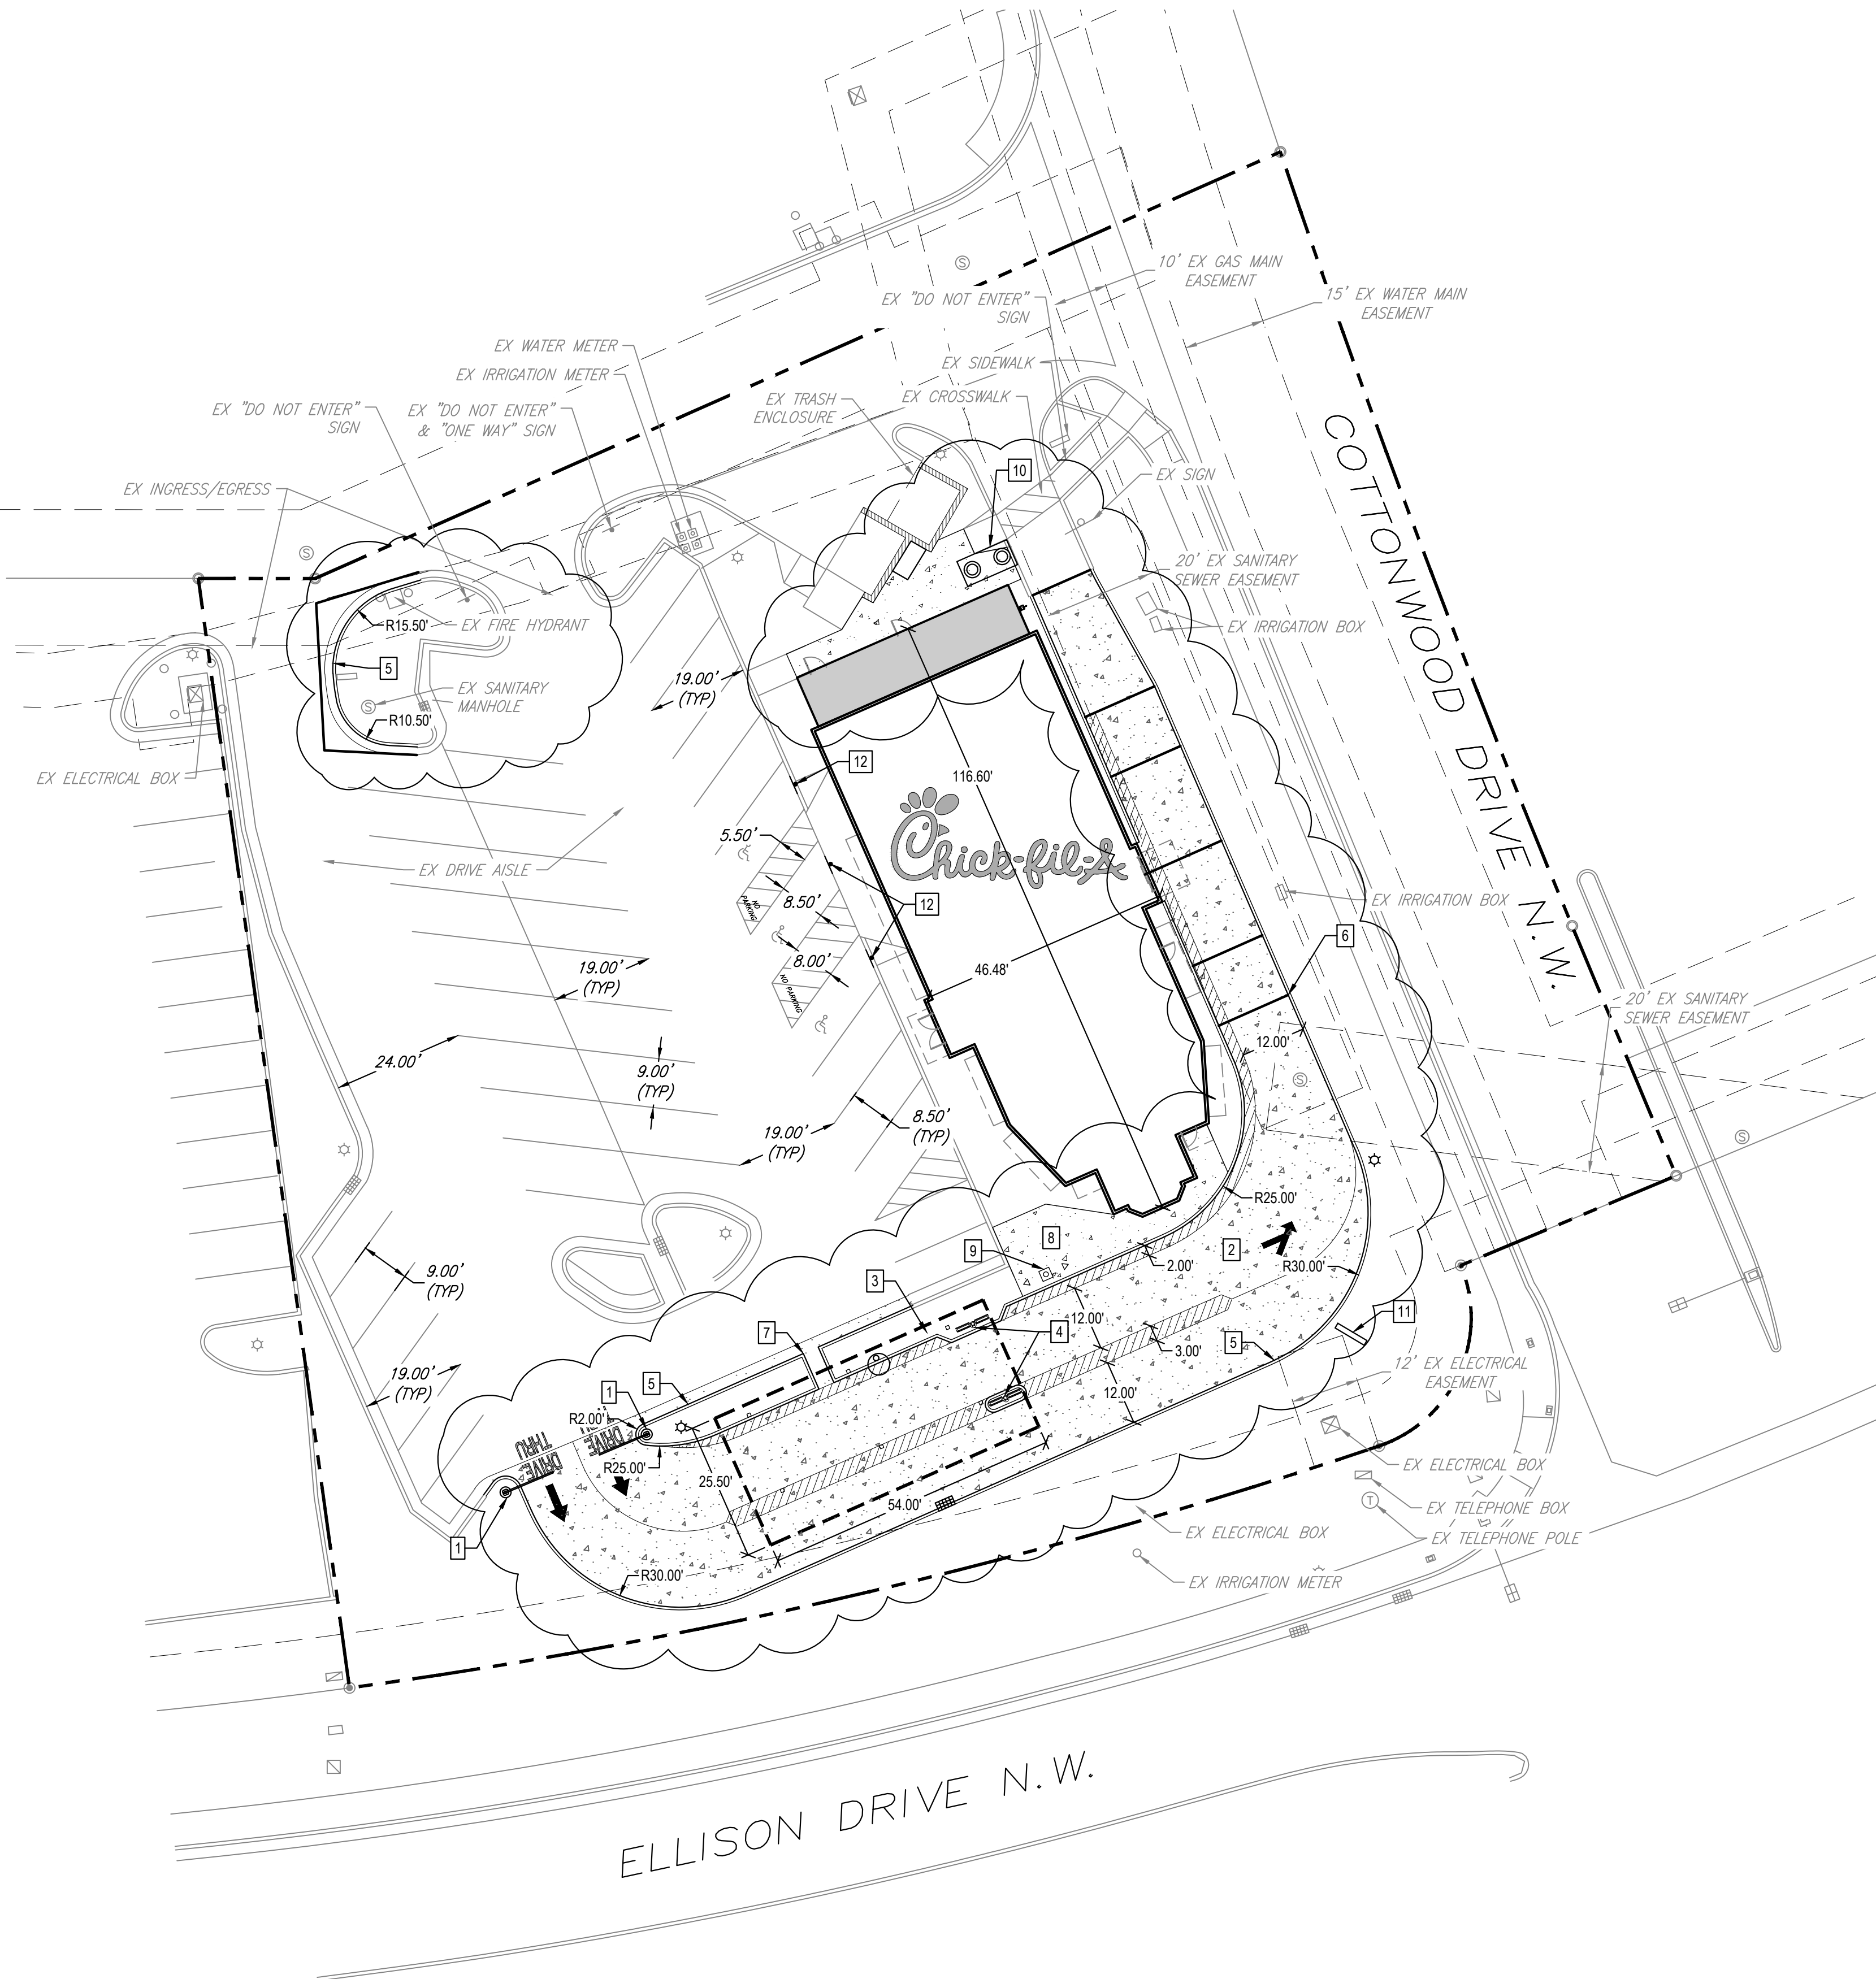 10' EX GAS MAIN
EASEMENT
EX "DO NOT ENTER"
SIGN
15' EX WATER MAIN
EASEMENT
EX WATER METER
EX IRRIGATION METER
EX SIDEWALK
EX CROSSWALK
EX TRASH
ENCLOSURE
EX "DO NOT ENTER"
SIGN
EX "DO NOT ENTER"
& "ONE WAY" SIGN
COTTONWOOD DRIVE N.W.
S
10
EX SIGN
EX INGRESS/EGRESS
S
20' EX SANITARY
SEWER EASEMENT
R15.50'
EX FIRE HYDRANT
EX IRRIGATION BOX
5
19.00'
(TYP)
EX SANITARY
MANHOLE
S
R10.50'
EX ELECTRICAL BOX
12
116.60'
Chick-fil-A
5.50'
EX DRIVE AISLE
8.50'
NO
PARKING
12
EX IRRIGATION BOX
6
8.00'
NO PARKING
46.48'
19.00'
(TYP)
20' EX SANITARY
SEWER EASEMENT
12.00'
24.00'
9.00'
(TYP)
S
8.50'
(TYP)
19.00'
(TYP)
S
R25.00'
8
2
9
2.00'
R30.00'
9.00'
(TYP)
3
12.00'
4
11
7
3.00'
5
12' EX ELECTRICAL
EASEMENT
19.00'
(TYP)
5
12.00'
1
R2.00'
DRIVE
THRU
DRIVE
R25.00'
25.50'
54.00'
EX ELECTRICAL BOX
T
EX TELEPHONE BOX
EX ELECTRICAL BOX
EX TELEPHONE POLE
1
R30.00'
EX IRRIGATION METER
ELLISON DRIVE N.W.